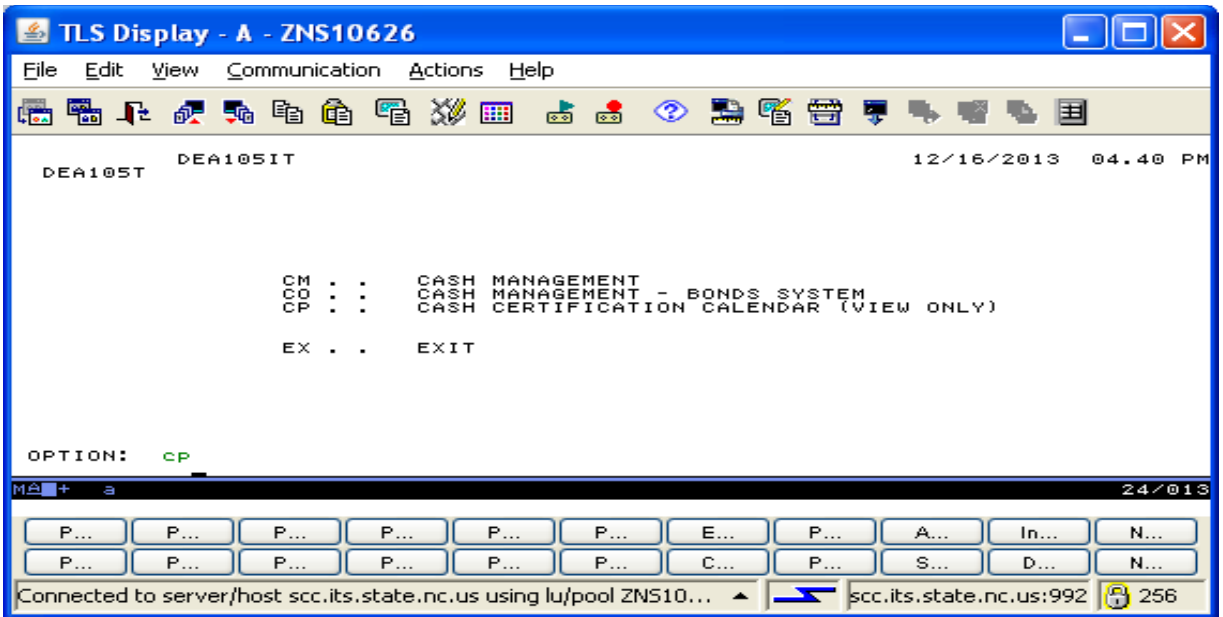 TLS Display - A - ZNS10626
File Edit View Communication Actions Help
DEA105T DEA105IT 12/16/2013 04.40 PM
CM . . CASH MANAGEMENT
CO . . CASH MANAGEMENT - BONDS SYSTEM
CP . . CASH CERTIFICATION CALENDAR (VIEW ONLY)
EX . . EXIT
OPTION: cp
MA + a 24/013
P... P... P... P... P... P... E... P... A... In... N...
P... P... P... P... P... P... C... P... S... D... N...
Connected to server/host scc.its.state.nc.us using lu/pool ZNS10... scc.its.state.nc.us:992 256